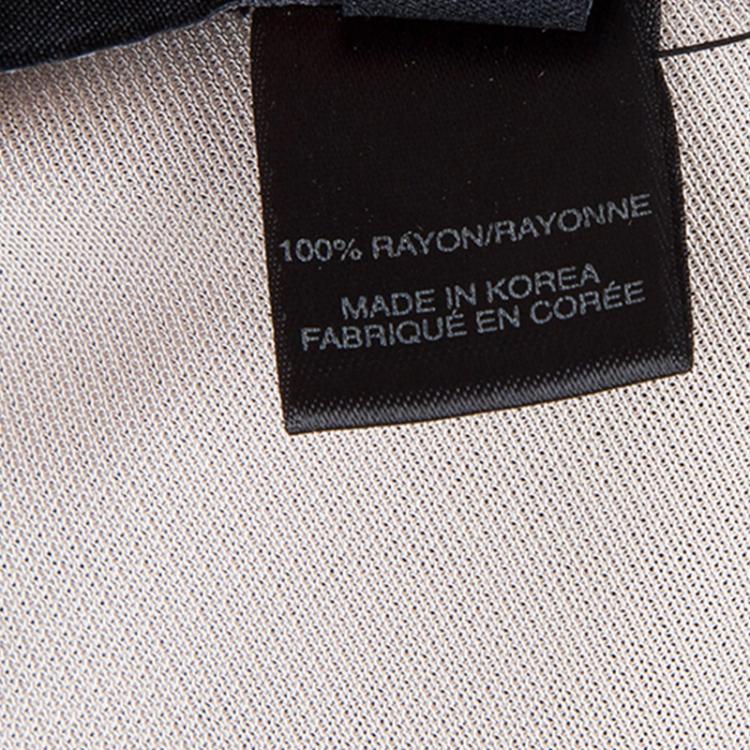 100% RAYON/RAYONNE
MADE IN KOREA
FABRIQUÉ EN CORÉE